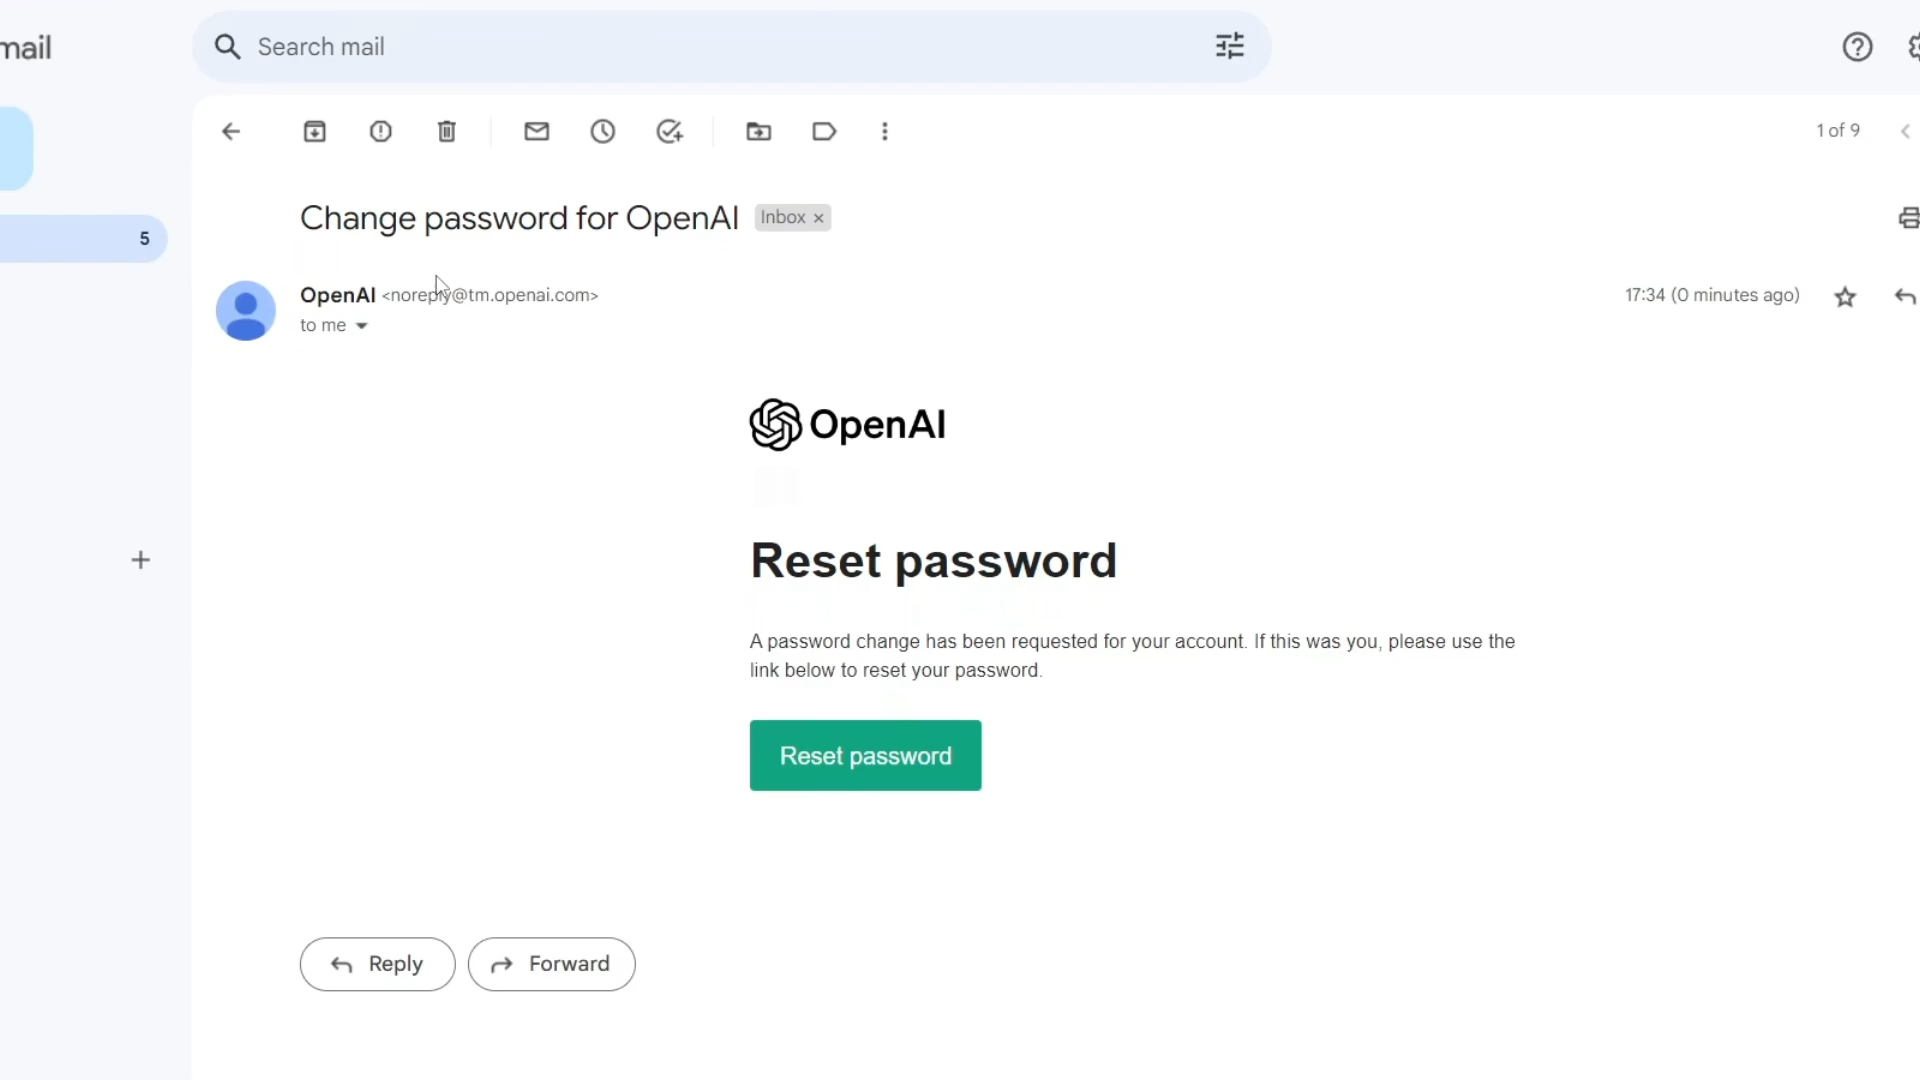 mail
Search mail
1 of 9
5
Change password for OpenAI Inbox ×
OpenAI <noreply@tm.openai.com>
17:34 (0 minutes ago)
to me
OpenAI
Reset password
A password change has been requested for your account. If this was you, please use the
link below to reset your password.
Reset password
Reply
Forward